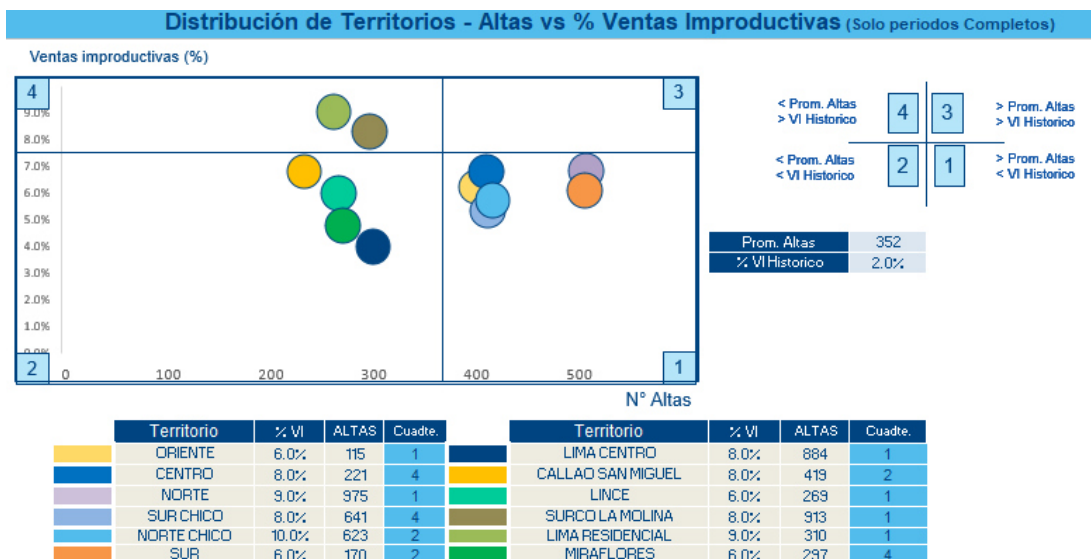 Distribución de Territorios - Altas vs % Ventas Improductivas (Solo periodos Completos)
Ventas improductivas (%)
4
3
9.0%
8.0%
7.0%
6.0%
5.0%
4.0%
3.0%
2.0%
1.0%
0.0%
2
1
0 100 200 300 400 500
N° Altas
< Prom. Altas
> VI Historico
4 3
> Prom. Altas
> VI Historico
< Prom. Altas
< VI Historico
2 1
> Prom. Altas
< VI Historico
Prom. Altas 352
% VI Historico 2.0%
Territorio % VI ALTAS Cuadte. Territorio % VI ALTAS Cuadte.
ORIENTE 6.0% 115 1 LIMA CENTRO 8.0% 884 1
CENTRO 8.0% 221 4 CALLAO SAN MIGUEL 8.0% 419 2
NORTE 9.0% 975 1 LINCE 6.0% 269 1
SUR CHICO 8.0% 641 4 SURCO LA MOLINA 8.0% 913 1
NORTE CHICO 10.0% 623 2 LIMA RESIDENCIAL 9.0% 310 1
SUR 6.0% 170 2 MIRAFLORES 6.0% 297 4